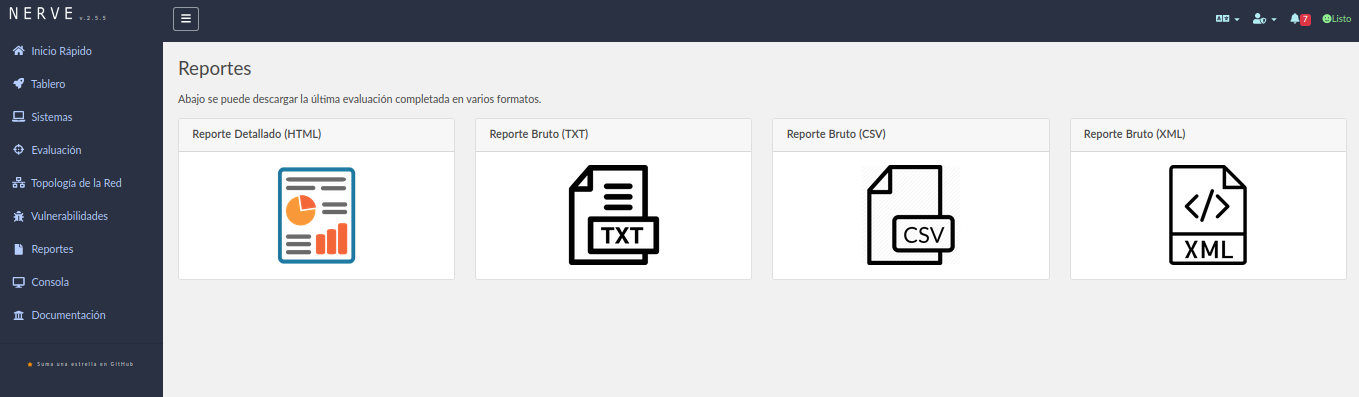 NERVE v.2.5.5
7 Listo
Inicio Rápido
Tablero
Sistemas
Evaluación
Topología de la Red
Vulnerabilidades
Reportes
Consola
Documentación
Suma una estrella en GitHub
Reportes
Abajo se puede descargar la última evaluación completada en varios formatos.
Reporte Detallado (HTML)
Reporte Bruto (TXT)
TXT
Reporte Bruto (CSV)
CSV
Reporte Bruto (XML)
XML